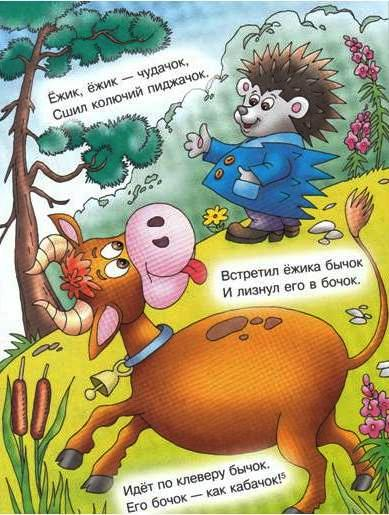 Ёжик, ёжик — чудачок,
Сшил колючий пиджачок.
Встретил ёжика бычок
И лизнул его в бочок.
Идёт по клеверу бычок.
Его бочок — как кабачок!⁵